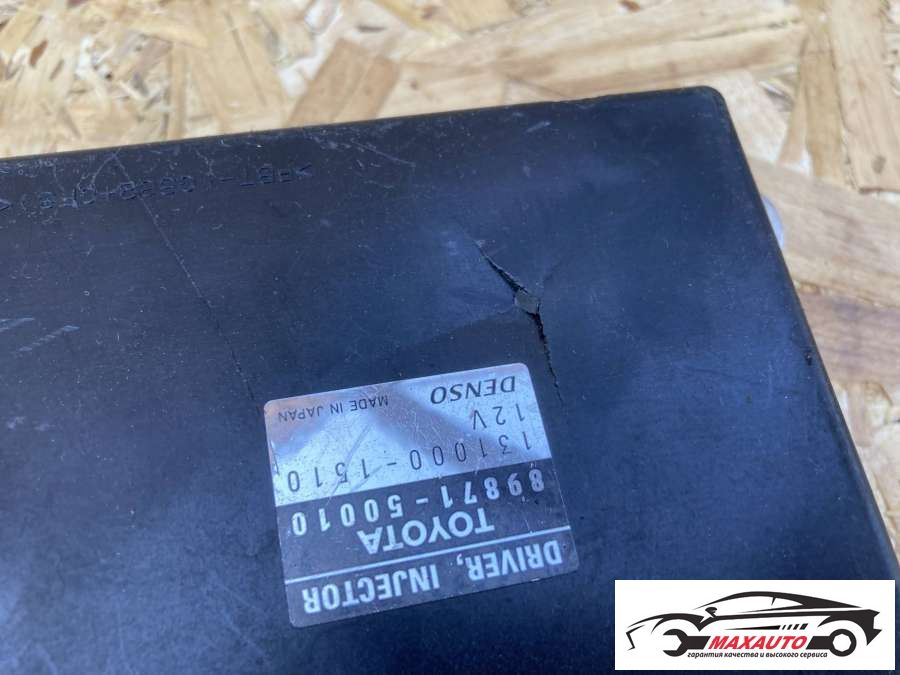 DRIVER, INJECTOR
TOYOTA
89871-50010
131000-1510
12V
DENSO MADE IN JAPAN
MAXAUTO
гарантия качества и высокого сервиса